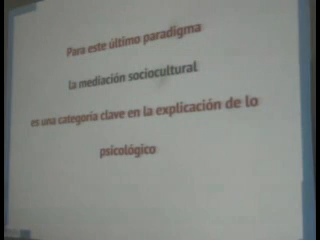 Para este último paradigma
la mediación sociocultural
es una categoría clave en la explicación de lo
psicológico